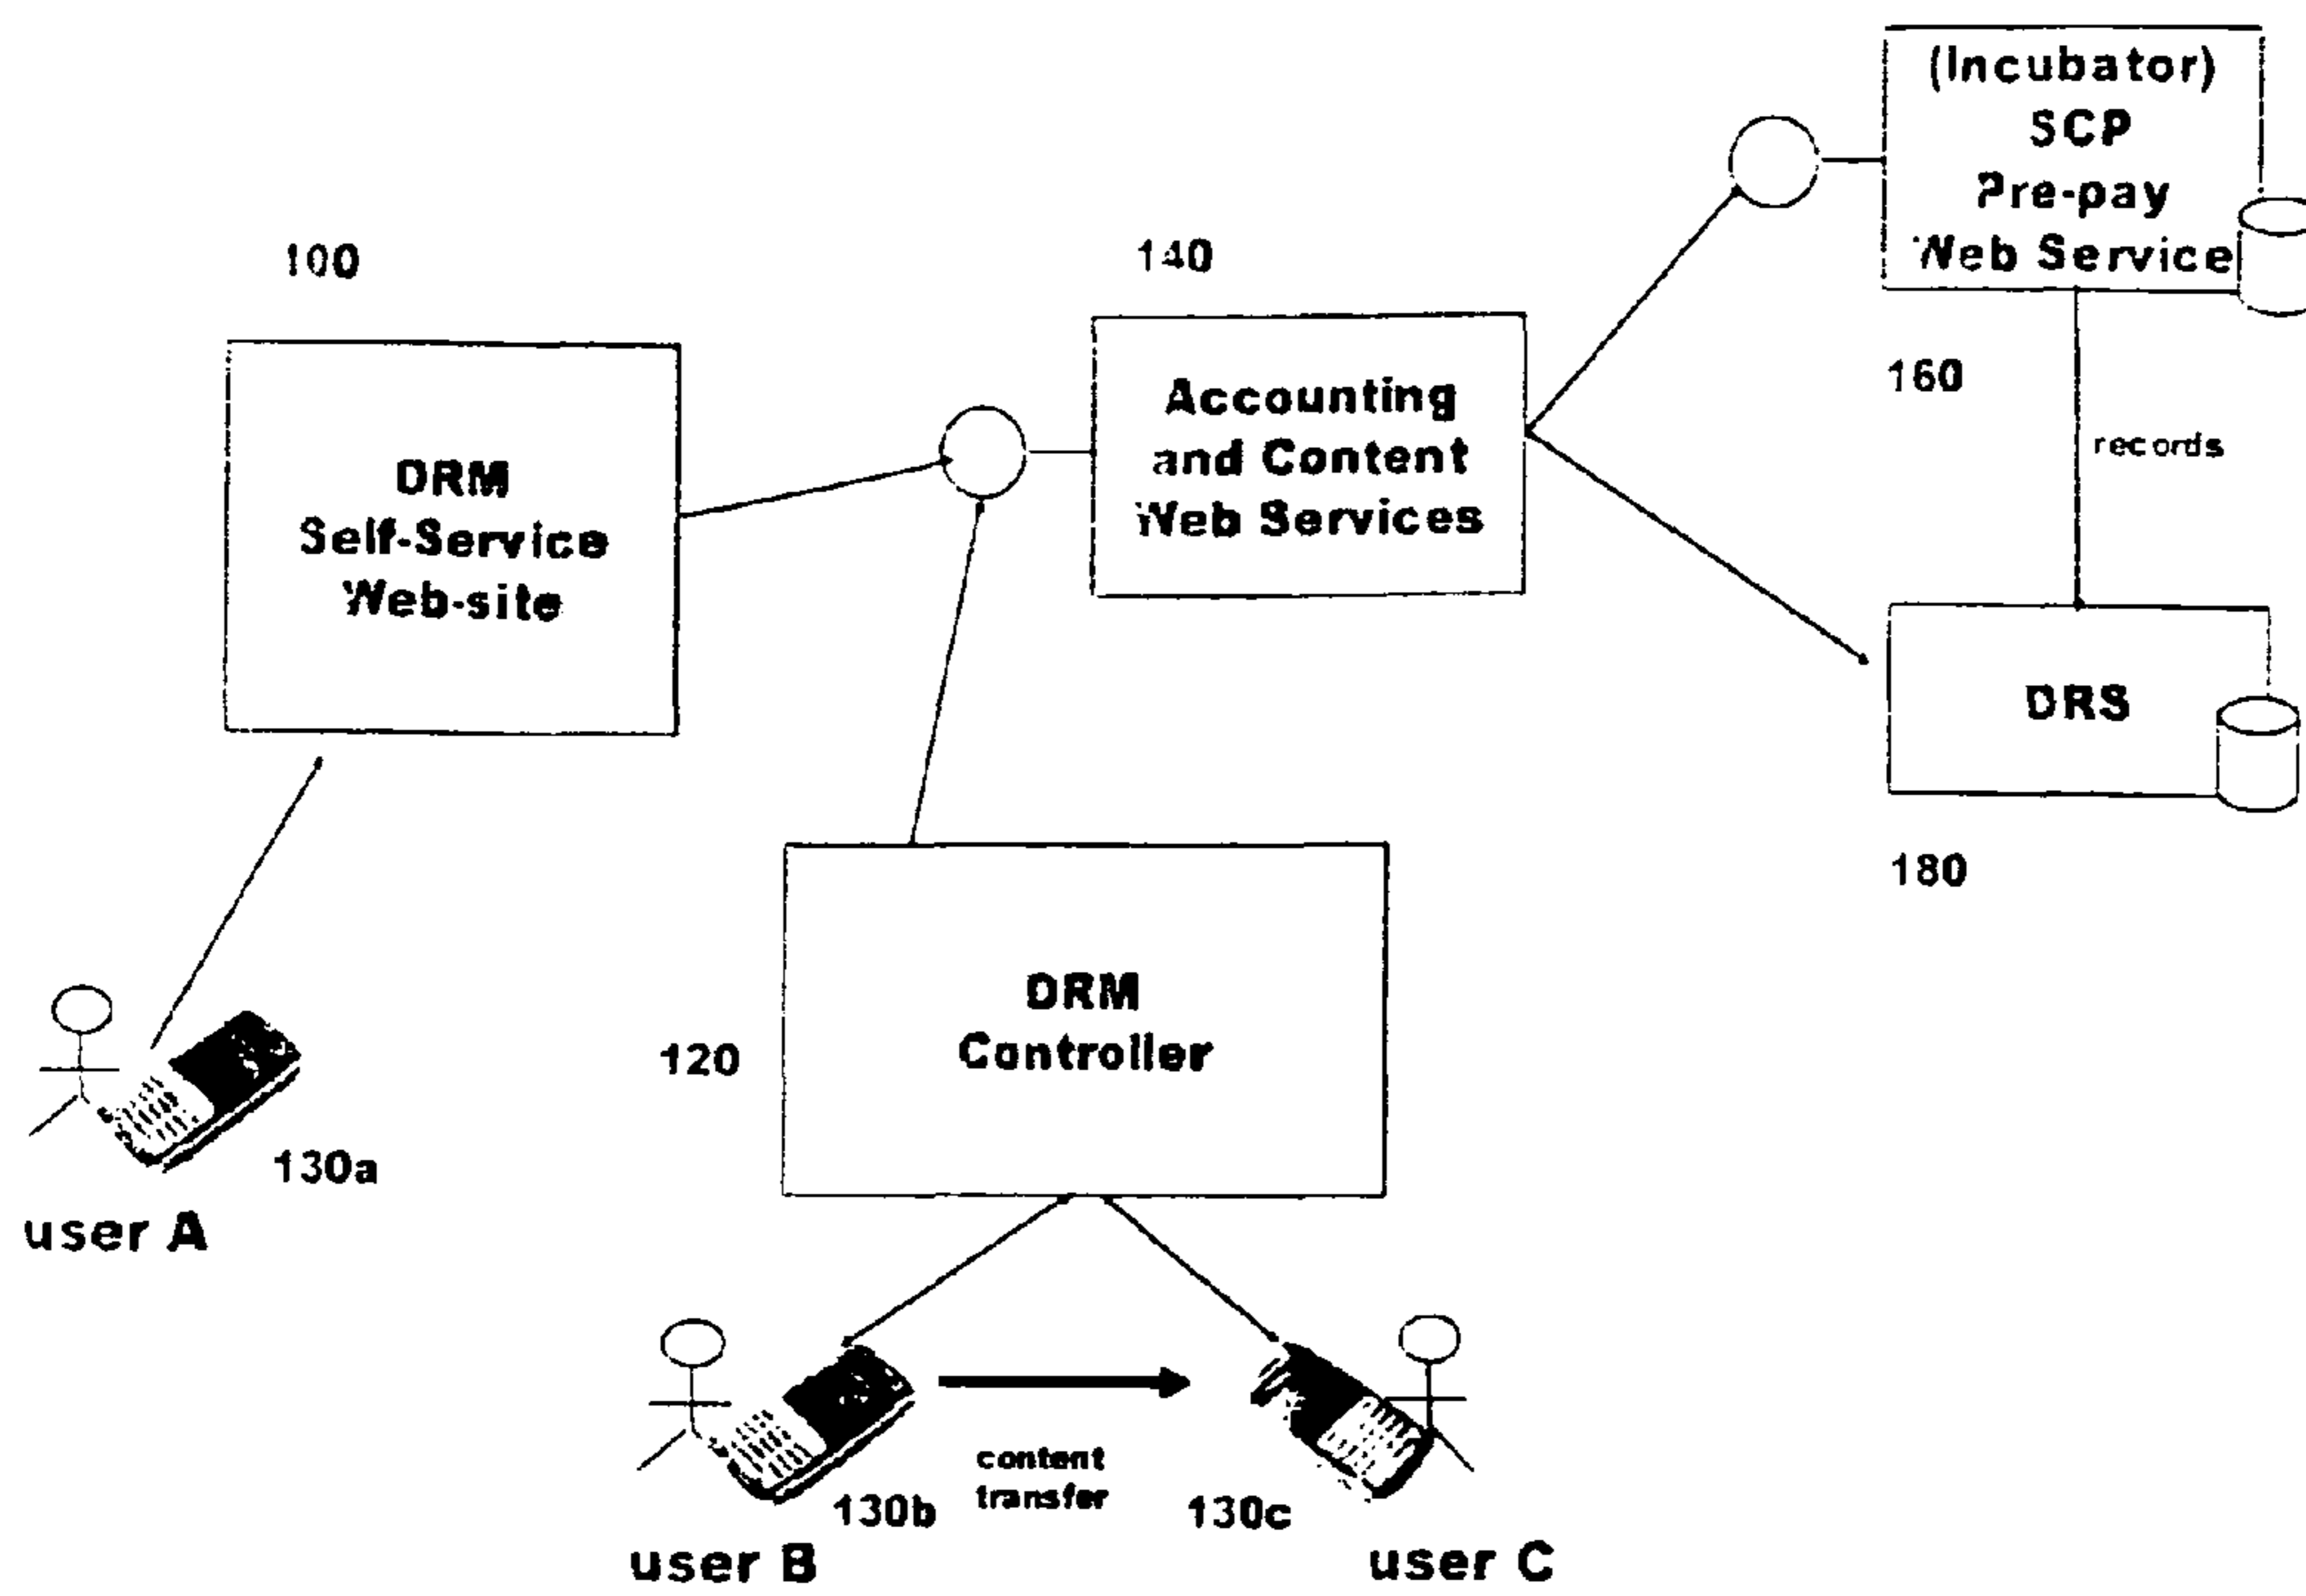 (Incubator)
SCP
Pre-pay
Web Service
100
140
160
Accounting
and Content
Web Services
records
DRM
Self-Service
Web-site
DRS
180
DRM
Controller
120
130a
user A
content
transfer
130b
130c
user B
user C